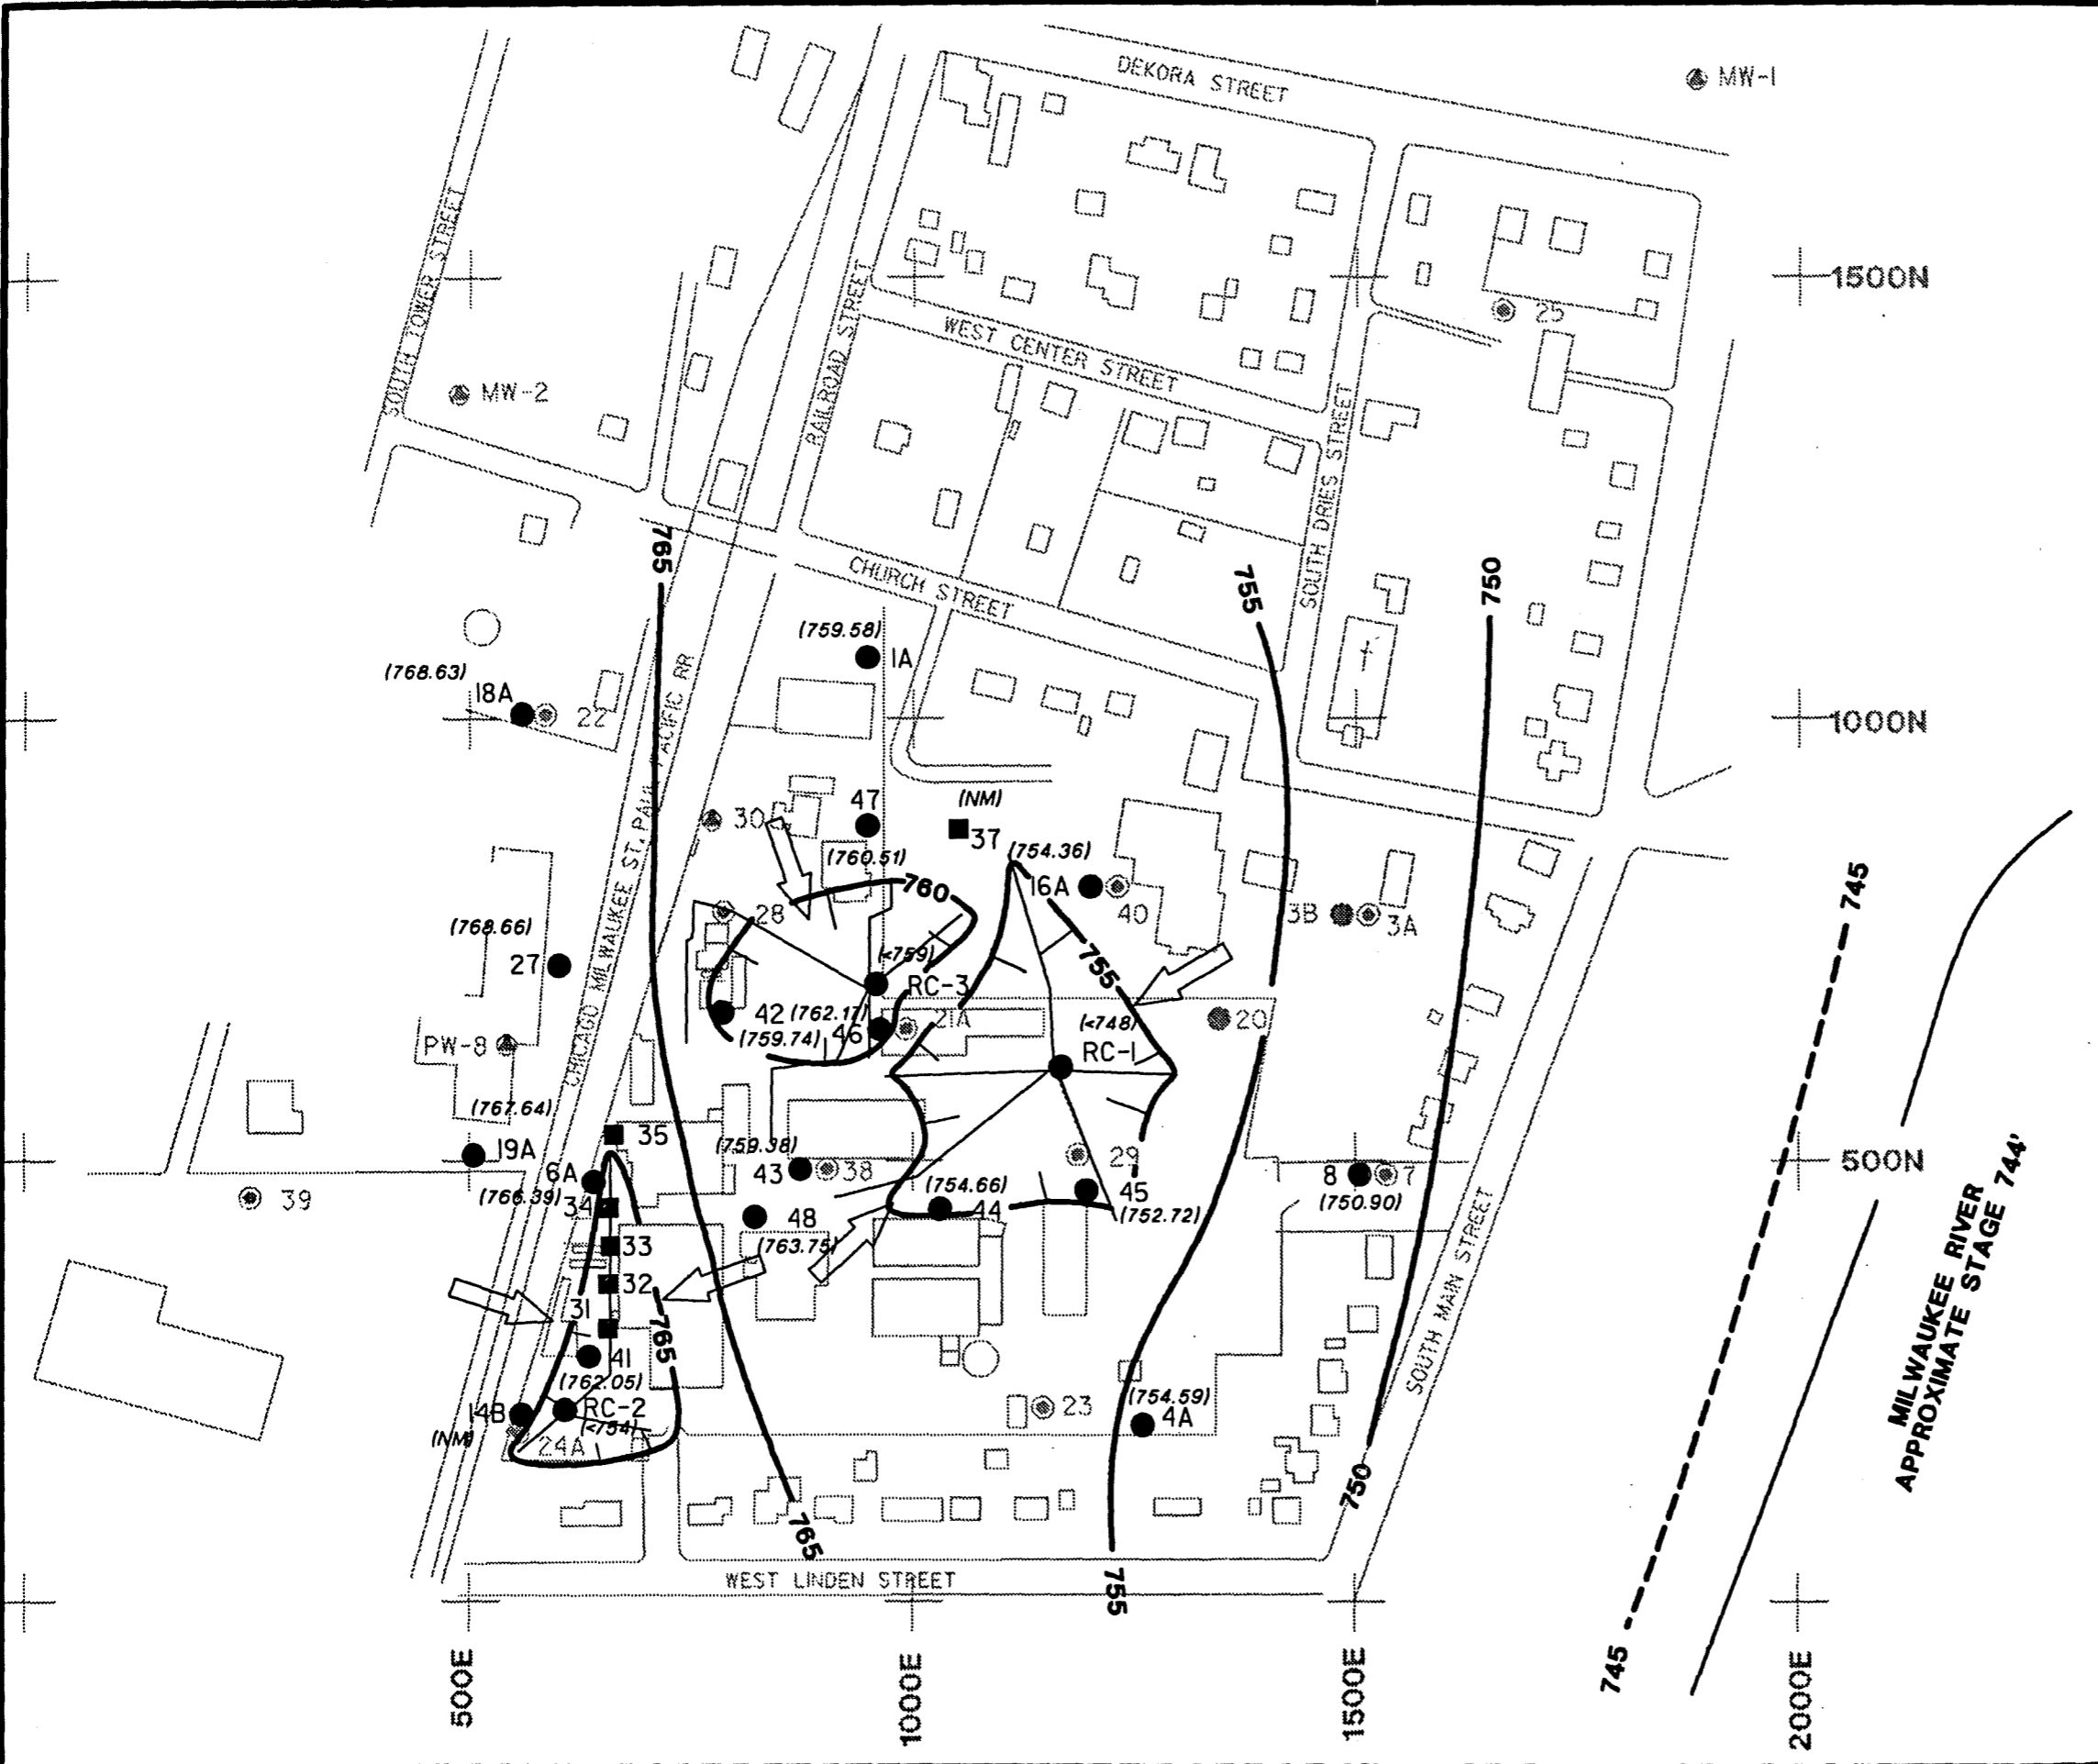 DEKORA STREET
MW-1
1500N
SOUTH TOWER STREET
RAILROAD STREET
25
WEST CENTER STREET
MW-2
SOUTH DRIES STREET
765
CHURCH STREET
755
750
(759.58)
1A
(768.63)
18A
22
1000N
CHICAGO MILWAUKEE ST. PAUL PACIFIC RR
30
47
(NM)
37
(760.51)
(754.36)
760
16A
40
745
28
3B
3A
(768.66)
27
(<759)
755
RC-3
42
(762.17)
21A
(<748)
20
(759.74)
46
PW-8
RC-1
(767.64)
35
(759.38)
19A
29
500N
6A
43
38
8
7
39
(766.39)
34
(754.66)
44
45
(752.72)
(750.90)
48
33
(763.75)
32
31
765
MILWAUKEE RIVER
APPROXIMATE STAGE 744'
SOUTH MAIN STREET
41
(762.05)
14B
RC-2
(<754)
(NM)
24A
23
(754.59)
4A
750
765
WEST LINDEN STREET
755
745
500E
1000E
1500E
2000E